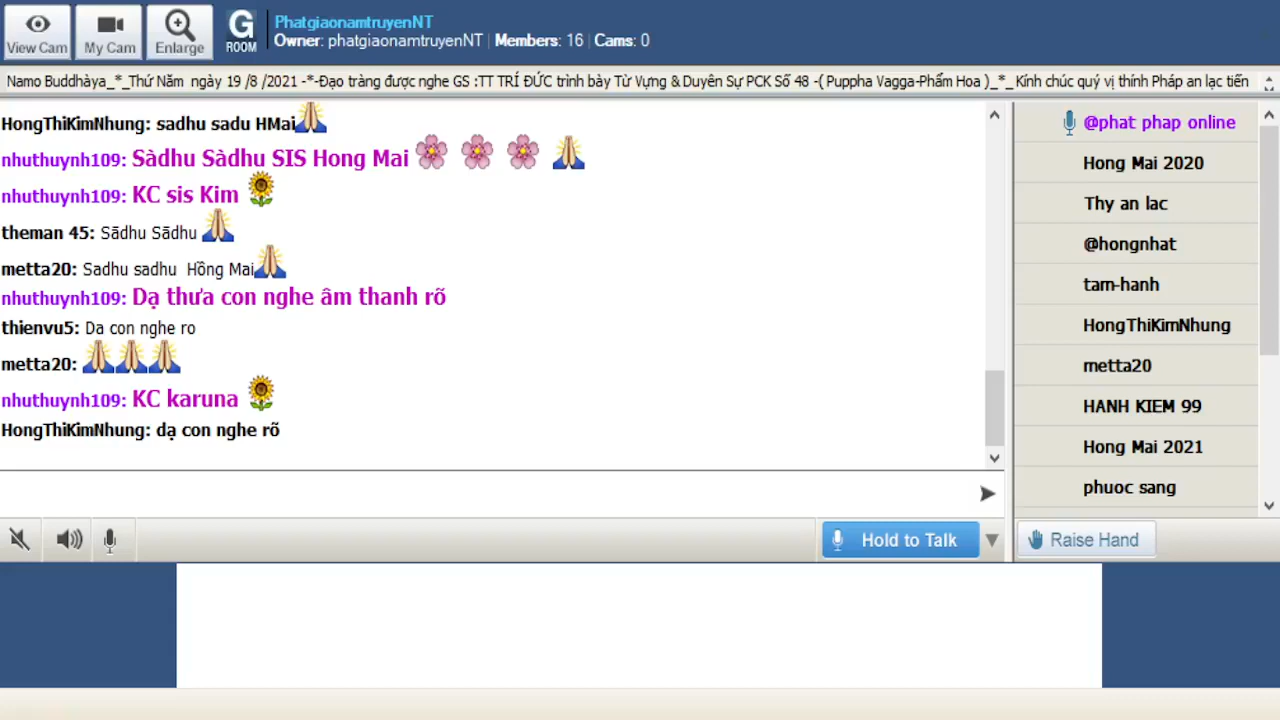 PhatgiaonamtruyenNT
Owner: phatgiaonamtruyenNT | Members: 16 | Cams: 0
View Cam
My Cam
Enlarge
G ROOM
Namo Buddhàya_*_Thứ Năm ngày 19 /8 /2021 -*-Đạo tràng được nghe GS :TT TRÍ ĐỨC trình bày Từ Vựng & Duyên Sự PCK Số 48 -( Puppha Vagga-Phẩm Hoa )_*_Kính chúc quý vị thính Pháp an lạc tiến
HongThiKimNhung: sadhu sadu HMai
nhuthuynh109: Sàdhu Sàdhu SIS Hong Mai
nhuthuynh109: KC sis Kim
theman 45: Sādhu Sādhu
metta20: Sadhu sadhu Hồng Mai
nhuthuynh109: Dạ thưa con nghe âm thanh rõ
thienvu5: Da con nghe ro
metta20:
nhuthuynh109: KC karuna
HongThiKimNhung: dạ con nghe rõ
@phat phap online
Hong Mai 2020
Thy an lac
@hongnhat
tam-hanh
HongThiKimNhung
metta20
HANH KIEM 99
Hong Mai 2021
phuoc sang
Hold to Talk
Raise Hand